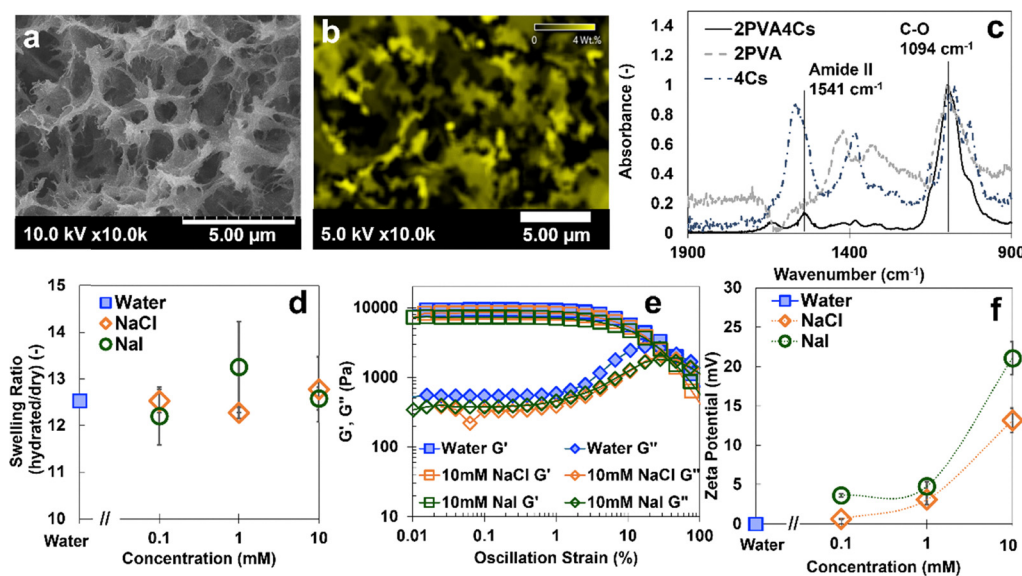 a
10.0 kV x10.0k 5.00 µm
b
0 4 Wt.%
5.0 kV x10.0k 5.00 µm
c
2PVA4Cs
2PVA
4Cs
Amide II
1541 cm⁻¹
C-O
1094 cm⁻¹
Absorbance (-)
1.4
1.2
1
0.8
0.6
0.4
0.2
0
1900 1400 900
Wavenumber (cm⁻¹)
d
Water
NaCl
NaI
Swelling Ratio
(hydrated/dry) (-)
15
14
13
12
11
10
Water // 0.1 1 10
Concentration (mM)
e
G', G" (Pa)
10000
1000
100
10
Water G' Water G"
10mM NaCl G' 10mM NaCl G"
10mM NaI G' 10mM NaI G"
0.01 0.1 1 10 100
Oscillation Strain (%)
f
Water
NaCl
NaI
Zeta Potential (mV)
30
25
20
15
10
5
0
Water // 0.1 1 10
Concentration (mM)